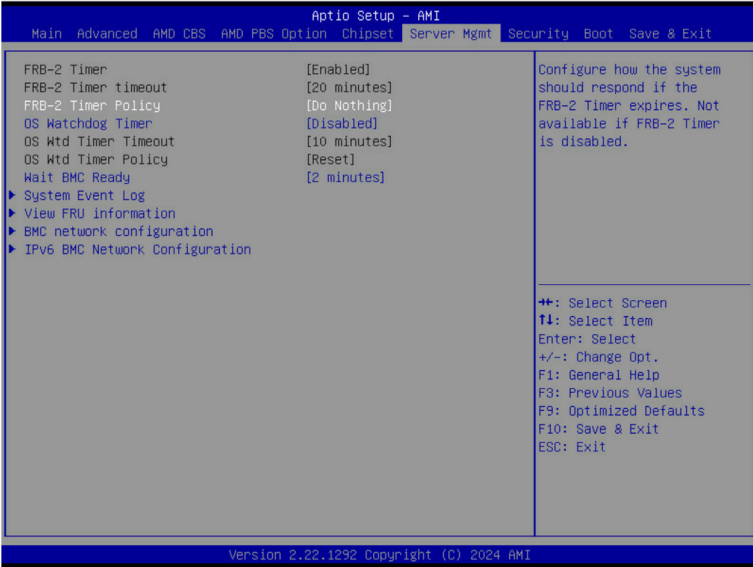 Aptio Setup – AMI
Main Advanced AMD CBS AMD PBS Option Chipset Server Mgmt Security Boot Save & Exit
FRB-2 Timer [Enabled]
FRB-2 Timer timeout [20 minutes]
FRB-2 Timer Policy [Do Nothing]
OS Watchdog Timer [Disabled]
OS Wtd Timer Timeout [10 minutes]
OS Wtd Timer Policy [Reset]
Wait BMC Ready [2 minutes]
System Event Log
View FRU information
BMC network configuration
IPv6 BMC Network Configuration
Configure how the system
should respond if the
FRB-2 Timer expires. Not
available if FRB-2 Timer
is disabled.
→←: Select Screen
↑↓: Select Item
Enter: Select
+/-: Change Opt.
F1: General Help
F3: Previous Values
F9: Optimized Defaults
F10: Save & Exit
ESC: Exit
Version 2.22.1292 Copyright (C) 2024 AMI